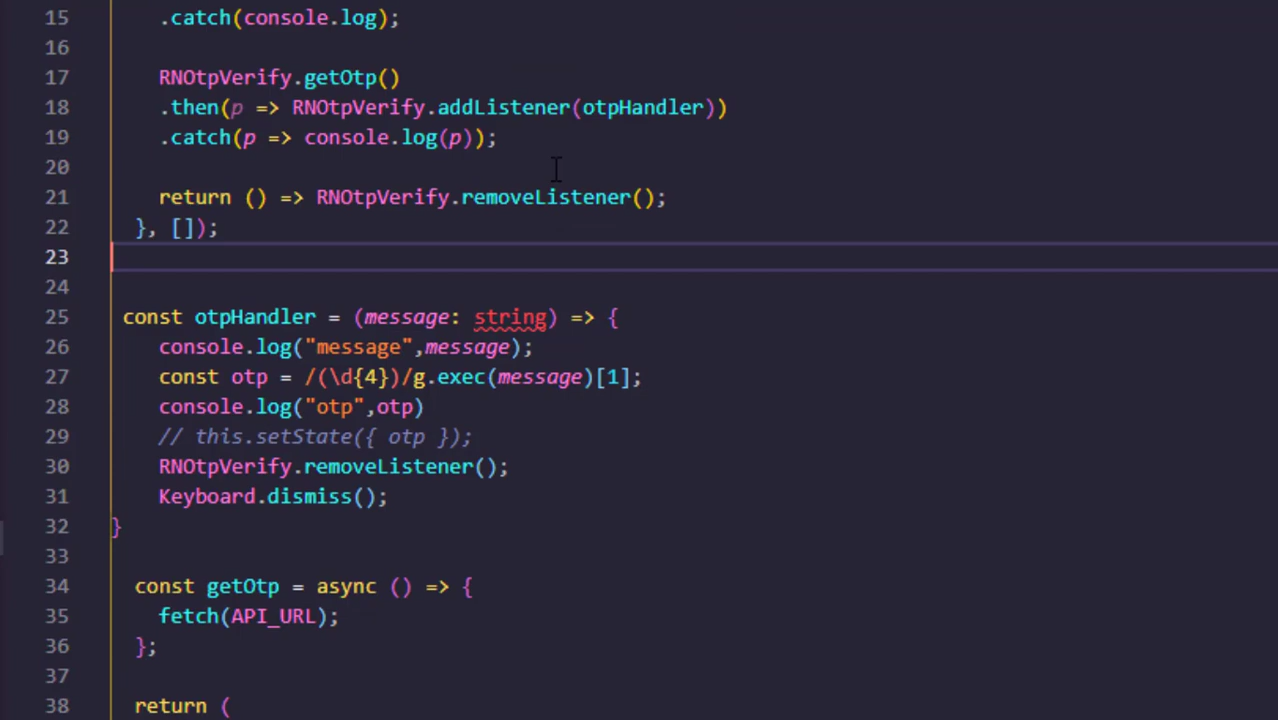 15 .catch(console.log);
16
17 RNOtpVerify.getOtp()
18 .then(p => RNOtpVerify.addListener(otpHandler))
19 .catch(p => console.log(p));
20
21 return () => RNOtpVerify.removeListener();
22 }, []);
23
24
25 const otpHandler = (message: string) => {
26 console.log("message",message);
27 const otp = /(\d{4})/g.exec(message)[1];
28 console.log("otp",otp)
29 // this.setState({ otp });
30 RNOtpVerify.removeListener();
31 Keyboard.dismiss();
32 }
33
34 const getOtp = async () => {
35 fetch(API_URL);
36 };
37
38 return (